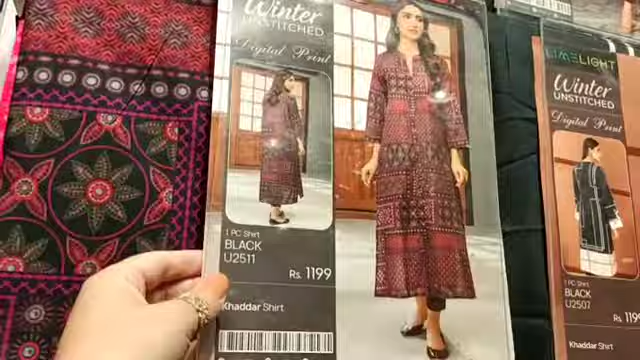 Winter
UNSTITCHED
Digital Print
1 PC Shirt
BLACK
U2511
Rs. 1199
Khaddar Shirt
LIMELIGHT
Winter
UNSTITCHED
Digital Print
1 PC Shirt
BLACK
U2507
Rs 119
Khaddar Shirt